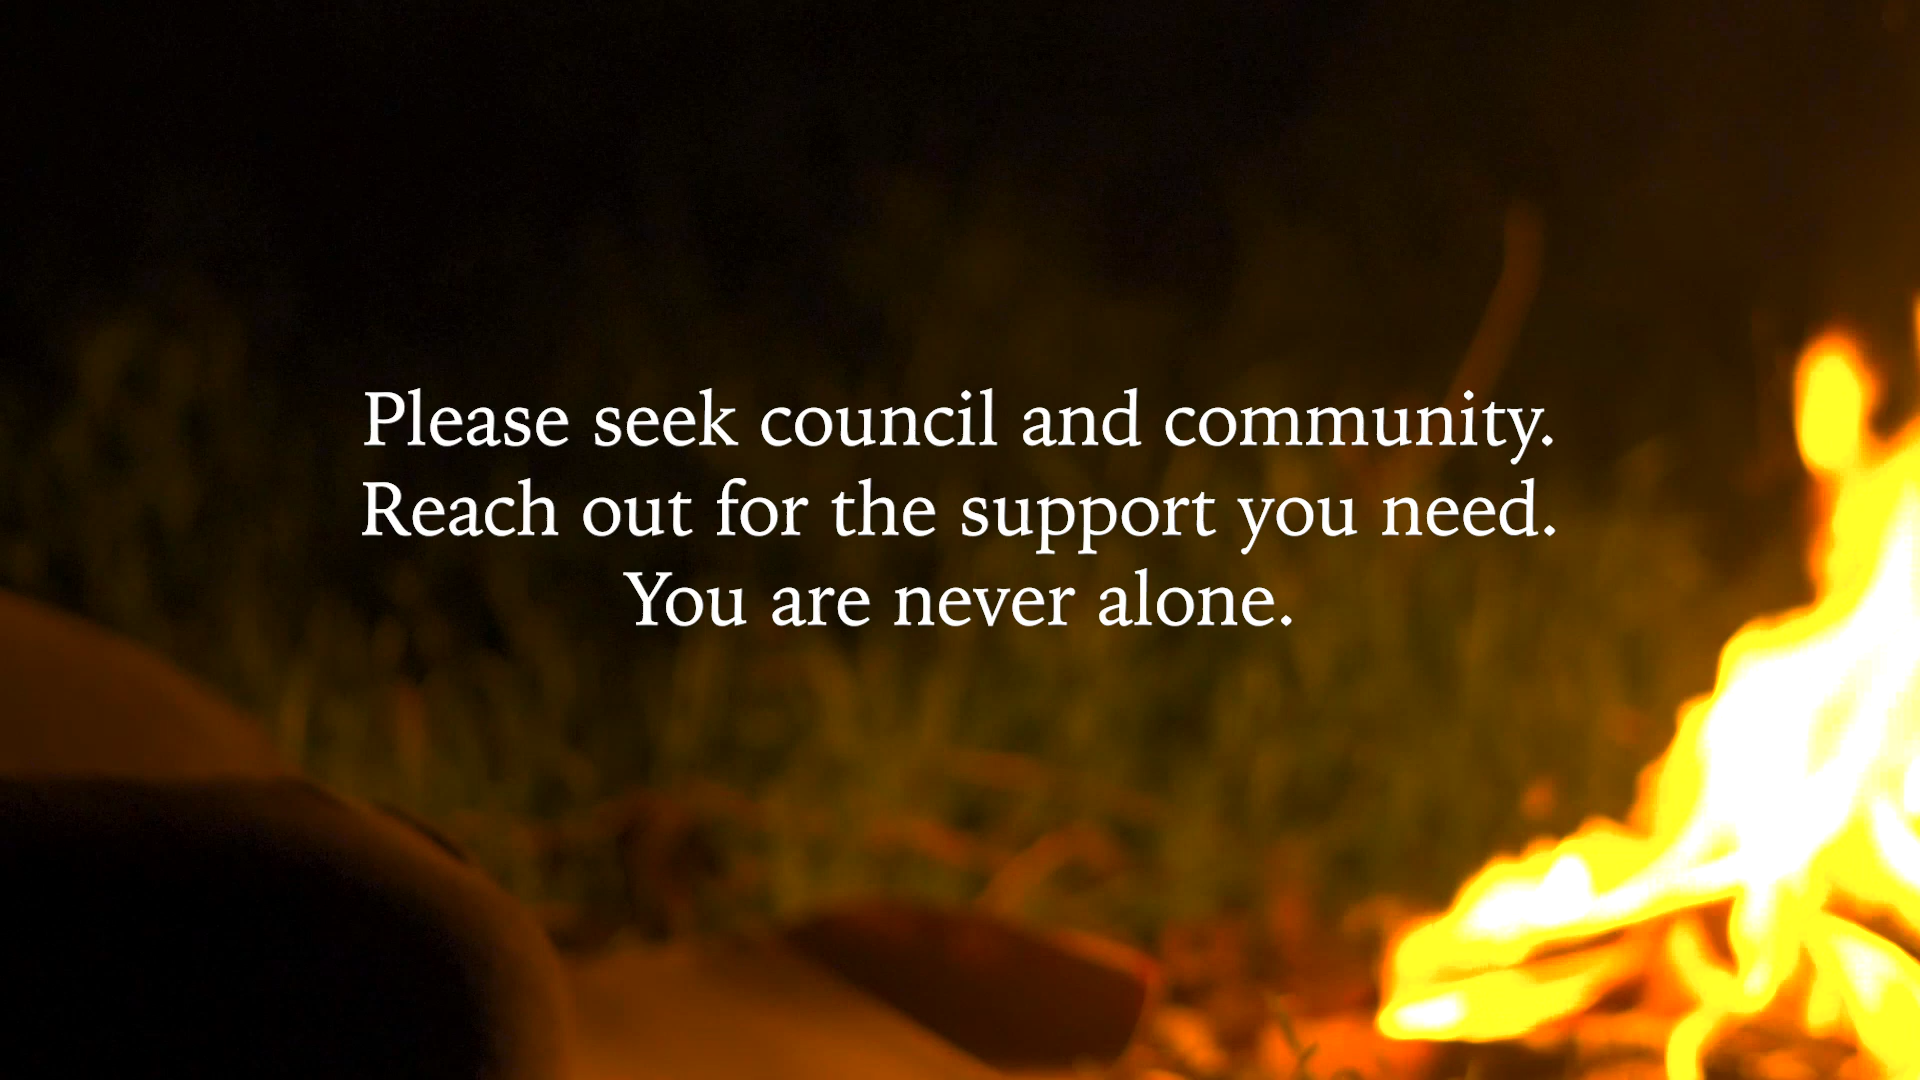 Please seek council and community.
Reach out for the support you need.
You are never alone.